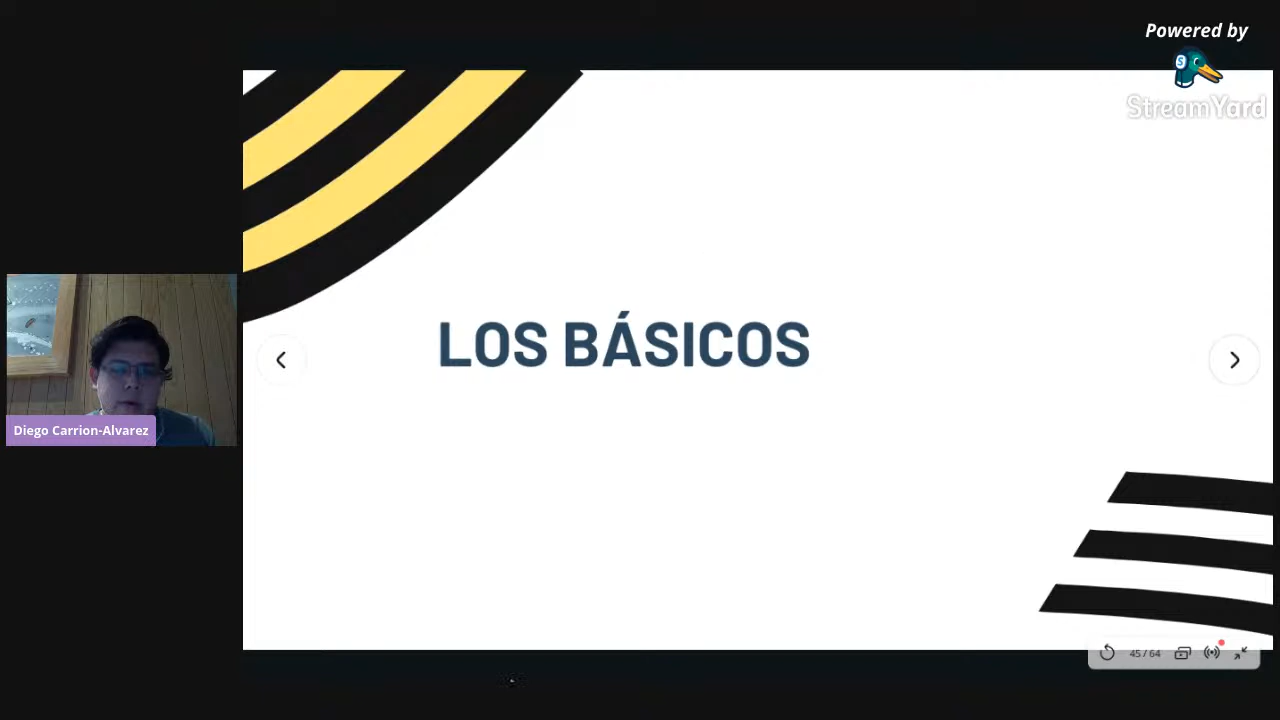 Powered by
StreamYard
LOS BÁSICOS
Diego Carrion-Alvarez
45 / 64